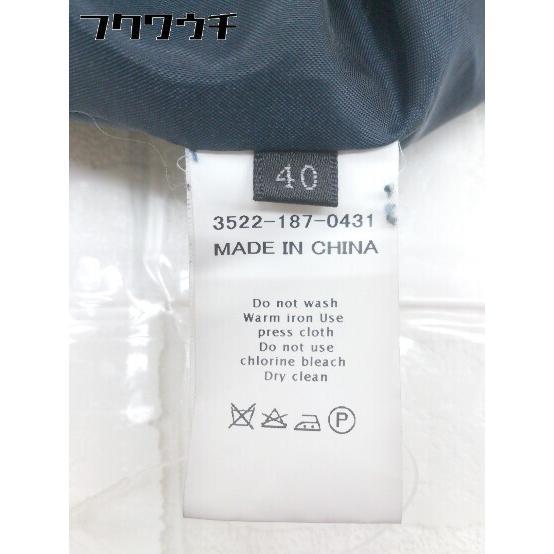 フクワウチ
40
3522-187-0431
MADE IN CHINA
Do not wash
Warm iron Use
press cloth
Do not use
chlorine bleach
Dry clean
P